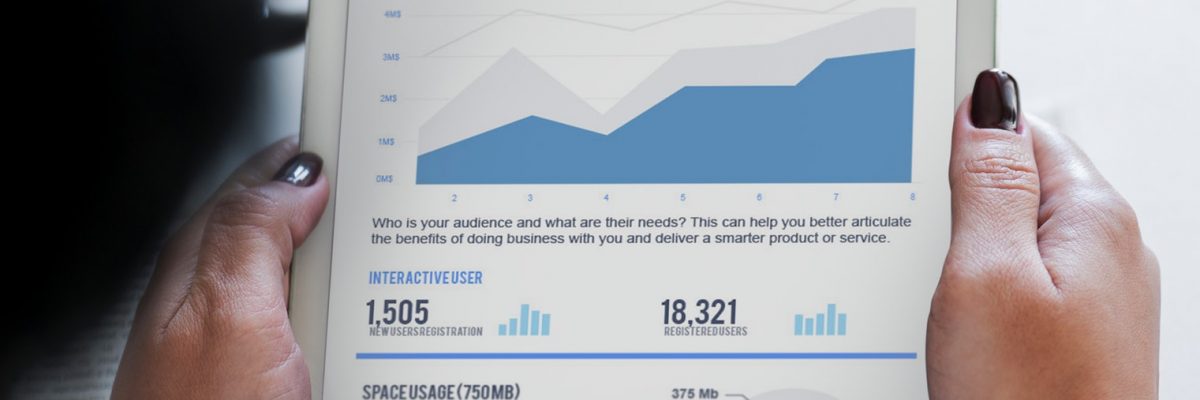 4M$
3M$
2M$
1M$
0M$
2 3 4 5 6 7 8
Who is your audience and what are their needs? This can help you better articulate
the benefits of doing business with you and deliver a smarter product or service.
INTERACTIVE USER
1,505 18,321
NEW USERS REGISTRATION REGISTERED USERS
SPACE USAGE (750 MB) 375 Mb